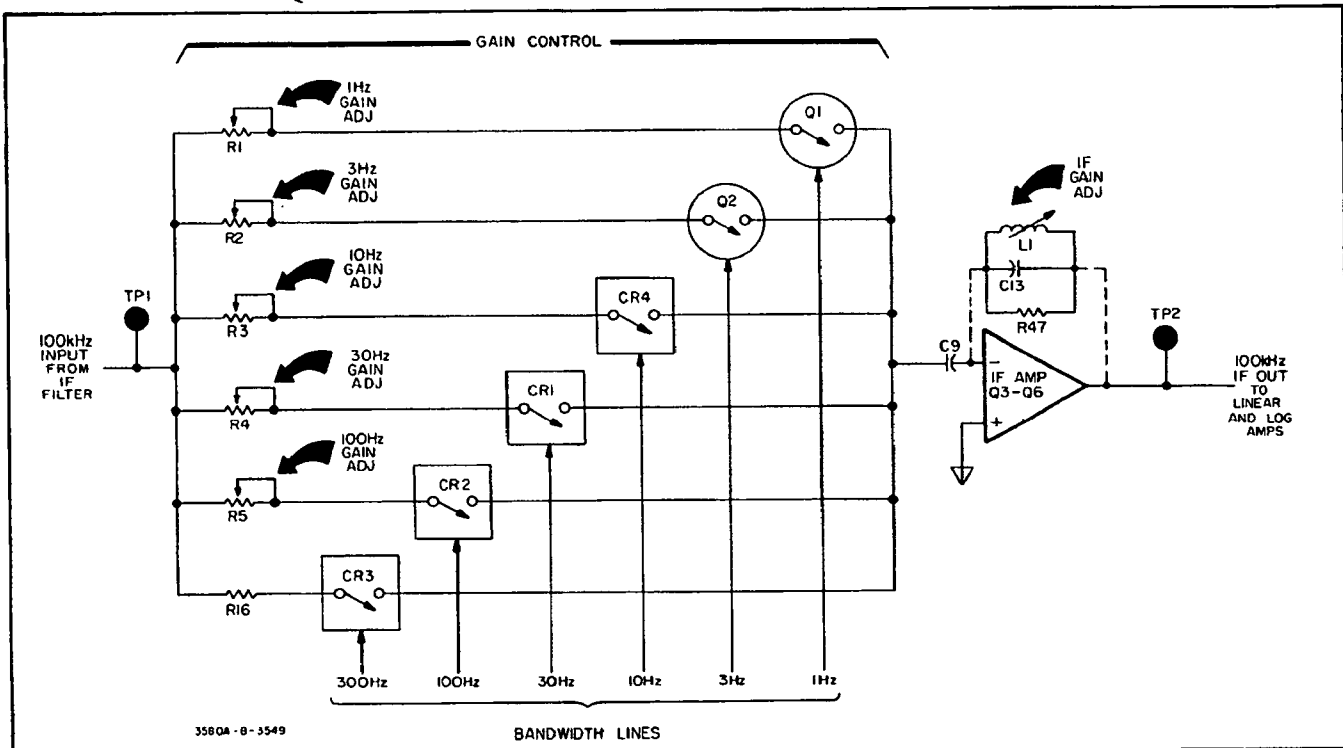 GAIN CONTROL
1Hz
GAIN
ADJ
R1
Q1
3Hz
GAIN
ADJ
R2
Q2
10Hz
GAIN
ADJ
R3
CR4
30Hz
GAIN
ADJ
R4
CR1
100Hz
GAIN
ADJ
R5
CR2
R16
CR3
TP1
100kHz
INPUT
FROM
IF
FILTER
IF
GAIN
ADJ
L1
C13
R47
C9
−
IF AMP
Q3-Q6
+
TP2
100kHz
IF OUT
TO
LINEAR
AND LOG
AMPS
300Hz 100Hz 30Hz 10Hz 3Hz 1Hz
BANDWIDTH LINES
3580A-B-3549